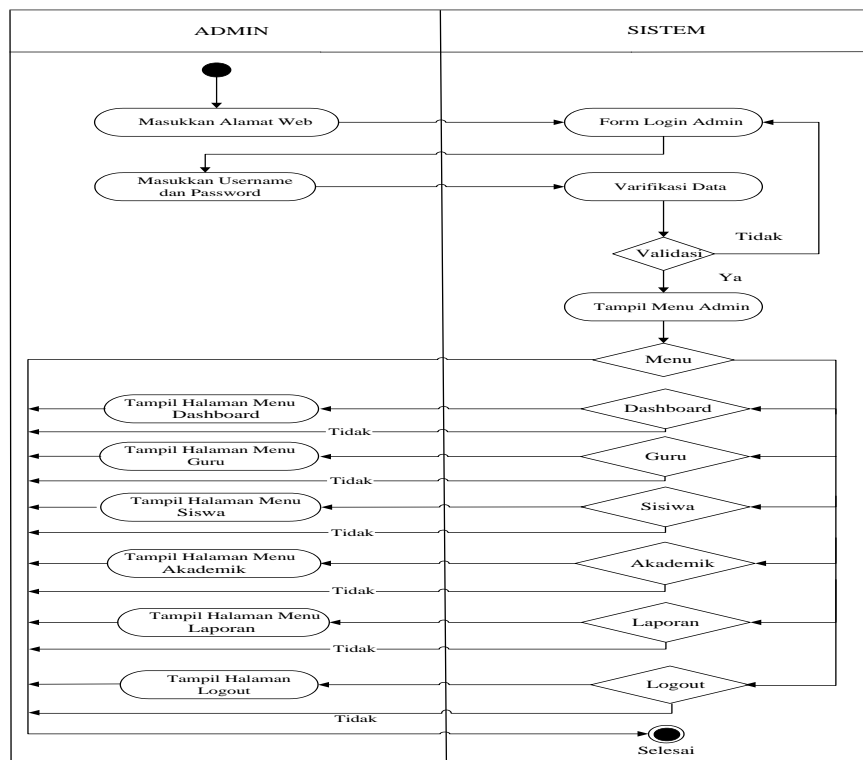 ADMIN
SISTEM
Masukkan Alamat Web
Form Login Admin
Masukkan Username
dan Password
Varifikasi Data
Tidak
Validasi
Ya
Tampil Menu Admin
Menu
Tampil Halaman Menu
Dashboard
Dashboard
Tidak
Tampil Halaman Menu
Guru
Guru
Tidak
Tampil Halaman Menu
Siswa
Sisiwa
Tidak
Tampil Halaman Menu
Akademik
Akademik
Tidak
Tampil Halaman Menu
Laporan
Laporan
Tidak
Tampil Halaman
Logout
Logout
Tidak
Selesai